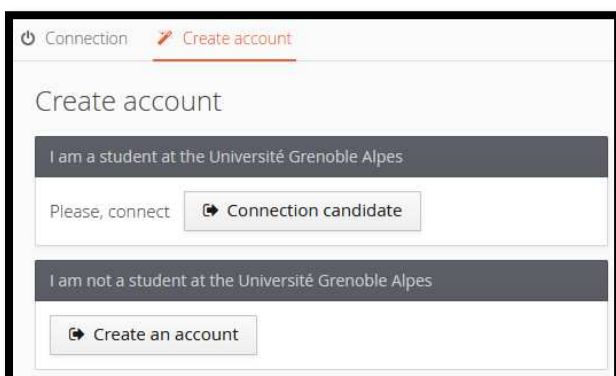 Connection Create account
Create account
I am a student at the Université Grenoble Alpes
Please, connect Connection candidate
I am not a student at the Université Grenoble Alpes
Create an account